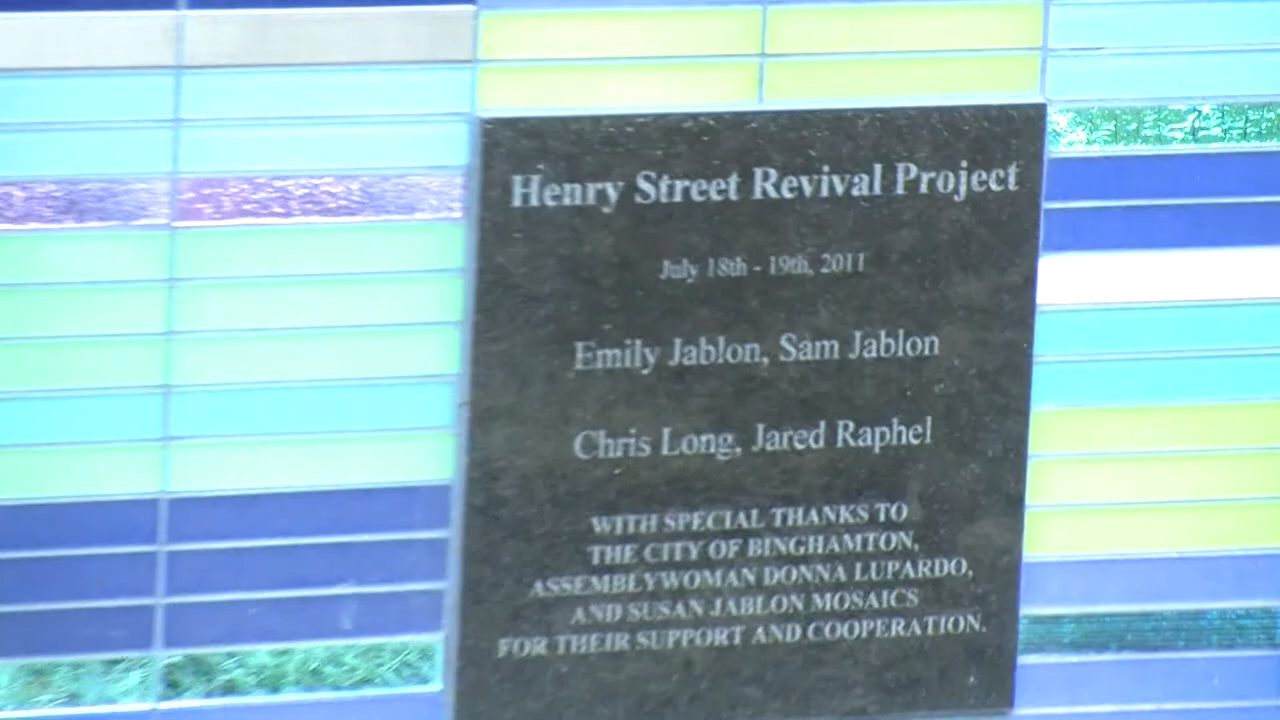 Henry Street Revival Project
July 18th - 19th, 2011
Emily Jablon, Sam Jablon
Chris Long, Jared Raphel
WITH SPECIAL THANKS TO
THE CITY OF BINGHAMTON,
ASSEMBLYWOMAN DONNA LUPARDO,
AND SUSAN JABLON MOSAICS
FOR THEIR SUPPORT AND COOPERATION.